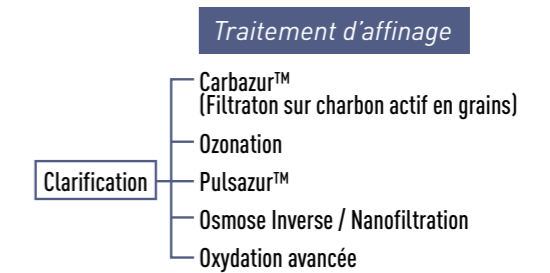 Traitement d'affinage
Carbazur™
(Filtraton sur charbon actif en grains)
Ozonation
Clarification
Pulsazur™
Osmose Inverse / Nanofiltration
Oxydation avancée